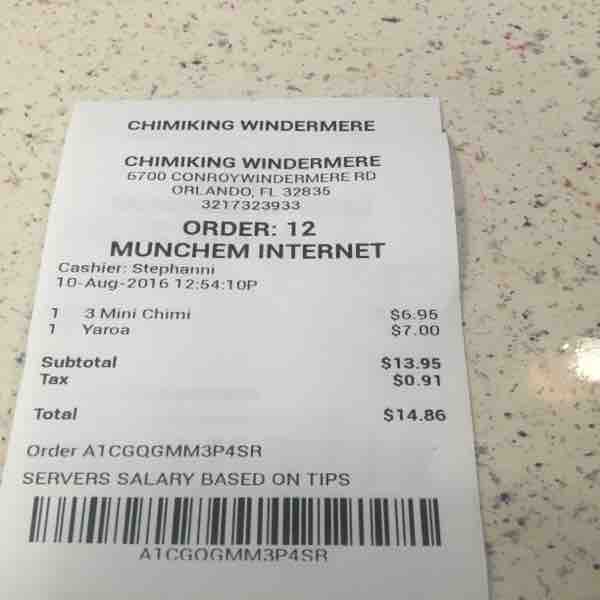 CHIMIKING WINDERMERE
CHIMIKING WINDERMERE
6700 CONROYWINDERMERE RD
ORLANDO, FL 32835
3217323933
ORDER: 12
MUNCHEM INTERNET
Cashier: Stephanni
10-Aug-2016 12:54:10P
1 3 Mini Chimi $6.95
1 Yaroa $7.00
Subtotal $13.95
Tax $0.91
Total $14.86
Order A1CGQGMM3P4SR
SERVERS SALARY BASED ON TIPS
A1CGQGMM3P4SR